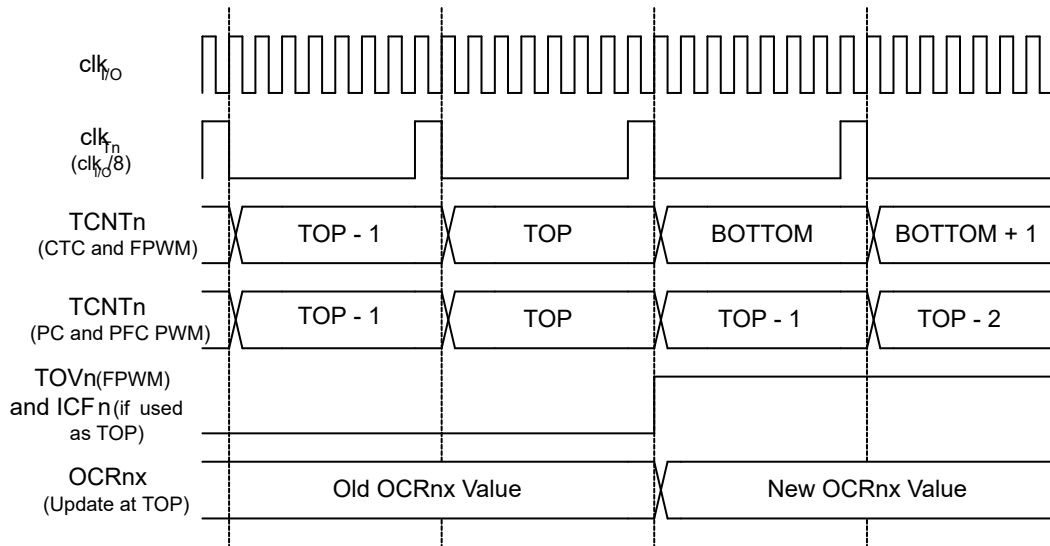 clkI/O
clkTn
(clkI/O/8)
TCNTn
(CTC and FPWM)
TOP - 1
TOP
BOTTOM
BOTTOM + 1
TCNTn
(PC and PFC PWM)
TOP - 1
TOP
TOP - 1
TOP - 2
TOVn(FPWM)
and ICFn(if used
as TOP)
OCRnx
(Update at TOP)
Old OCRnx Value
New OCRnx Value